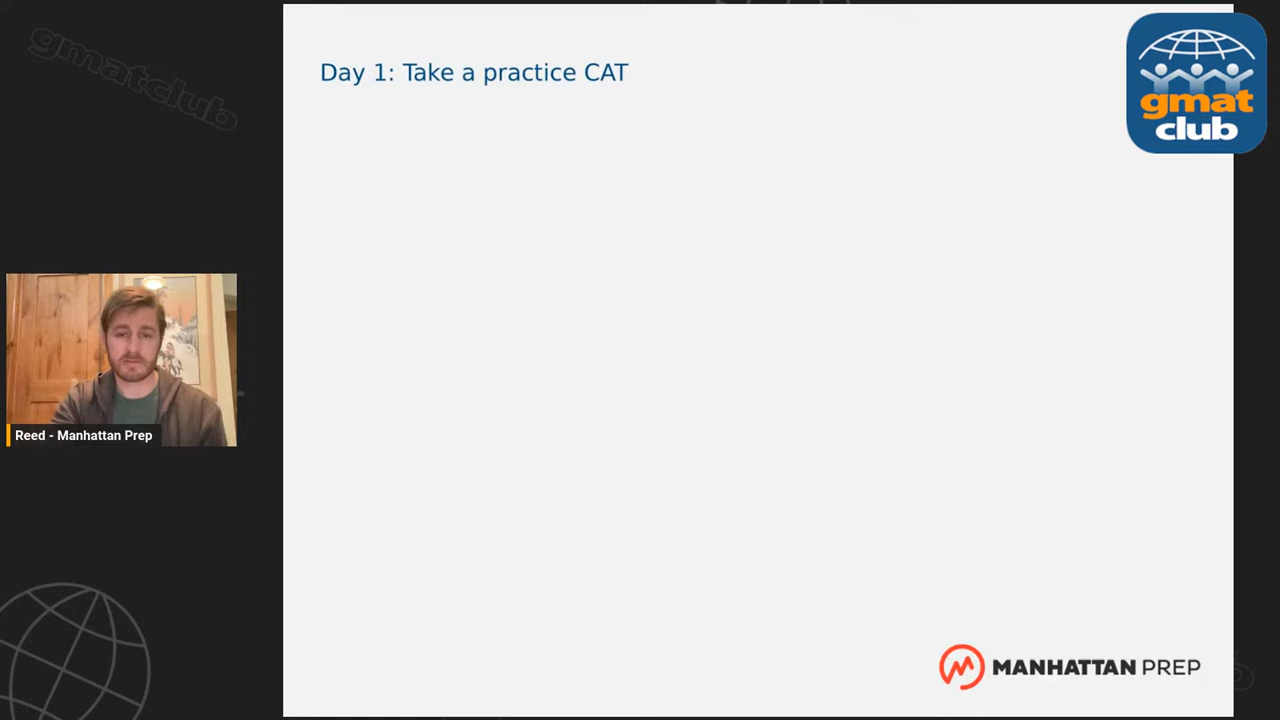 gmatclub
Day 1: Take a practice CAT
gmat
club
Reed - Manhattan Prep
MANHATTAN PREP